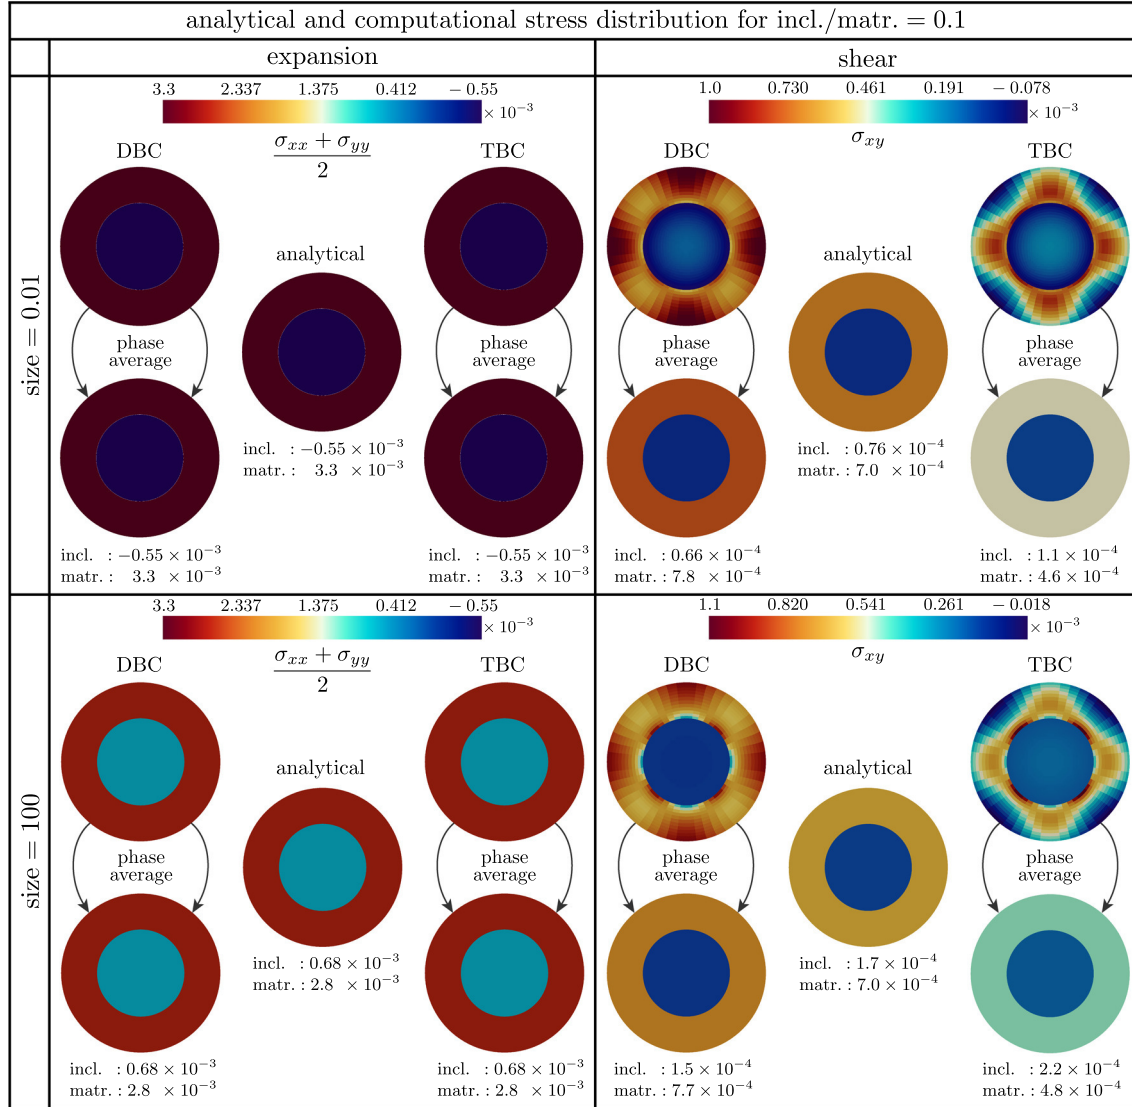 analytical and computational stress distribution for incl./matr. = 0.1
expansion
shear
size = 0.01
3.3 2.337 1.375 0.412 − 0.55
× 10⁻³
DBC
σxx + σyy
2
TBC
analytical
phase
average
phase
average
incl. : −0.55 × 10⁻³
matr. : 3.3 × 10⁻³
incl. : −0.55 × 10⁻³
matr. : 3.3 × 10⁻³
incl. : −0.55 × 10⁻³
matr. : 3.3 × 10⁻³
1.0 0.730 0.461 0.191 − 0.078
× 10⁻³
DBC
σxy
TBC
analytical
phase
average
phase
average
incl. : 0.76 × 10⁻⁴
matr. : 7.0 × 10⁻⁴
incl. : 0.66 × 10⁻⁴
matr. : 7.8 × 10⁻⁴
incl. : 1.1 × 10⁻⁴
matr. : 4.6 × 10⁻⁴
size = 100
3.3 2.337 1.375 0.412 − 0.55
× 10⁻³
DBC
σxx + σyy
2
TBC
analytical
phase
average
phase
average
incl. : 0.68 × 10⁻³
matr. : 2.8 × 10⁻³
incl. : 0.68 × 10⁻³
matr. : 2.8 × 10⁻³
incl. : 0.68 × 10⁻³
matr. : 2.8 × 10⁻³
1.1 0.820 0.541 0.261 − 0.018
× 10⁻³
DBC
σxy
TBC
analytical
phase
average
phase
average
incl. : 1.7 × 10⁻⁴
matr. : 7.0 × 10⁻⁴
incl. : 1.5 × 10⁻⁴
matr. : 7.7 × 10⁻⁴
incl. : 2.2 × 10⁻⁴
matr. : 4.8 × 10⁻⁴